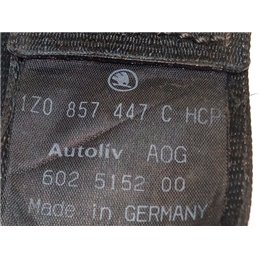 1Z0 857 447 C HCP
Autoliv AOG
602 5152 00
Made in GERMANY